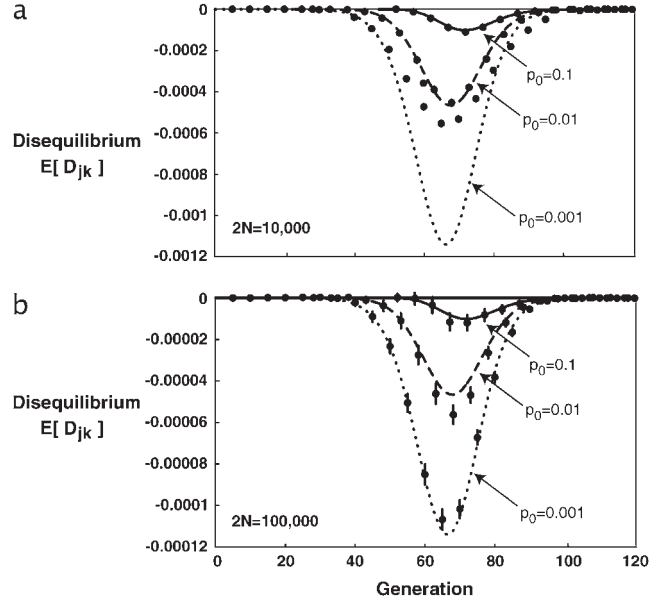 a
0
-0.0002
-0.0004
-0.0006
-0.0008
-0.001
-0.0012
Disequilibrium
E[ Djk ]
p0=0.1
p0=0.01
p0=0.001
2N=10,000
b
0
-0.00002
-0.00004
-0.00006
-0.00008
-0.0001
-0.00012
Disequilibrium
E[ Djk ]
p0=0.1
p0=0.01
p0=0.001
2N=100,000
0 20 40 60 80 100 120
Generation